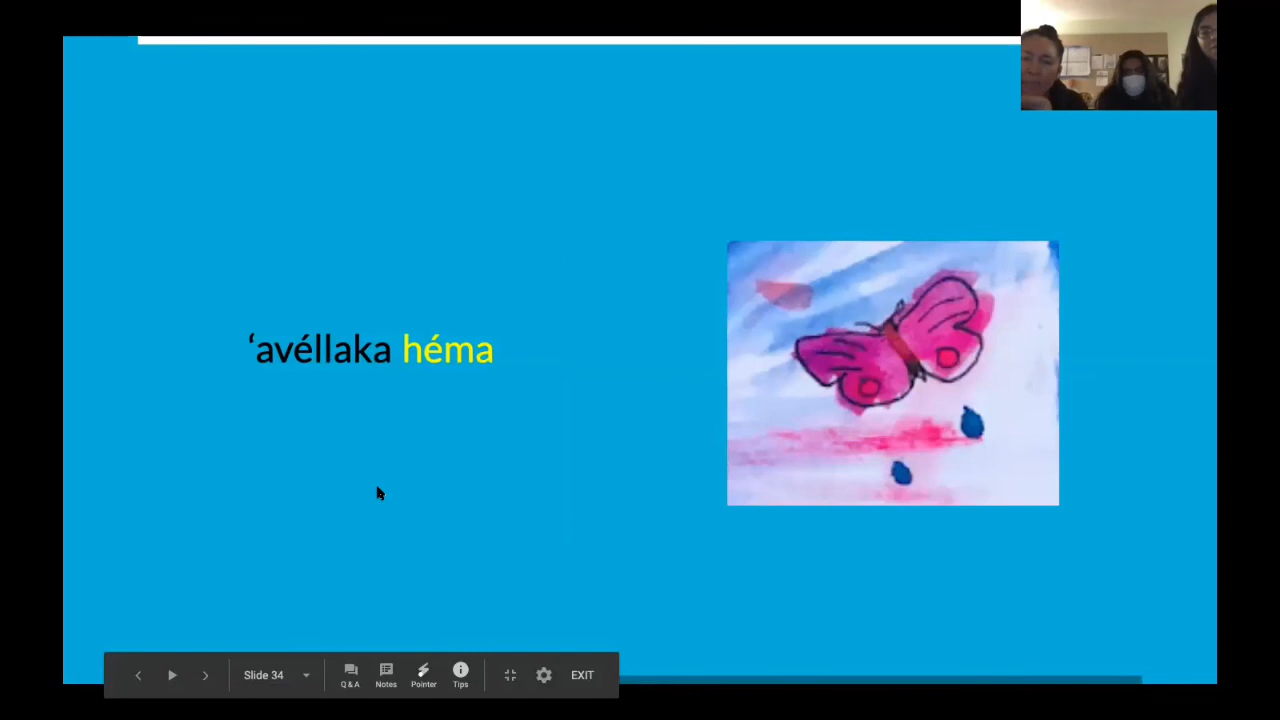 ‘avéllaka héma
Slide 34
Q & A
Notes
Pointer
Tips
EXIT